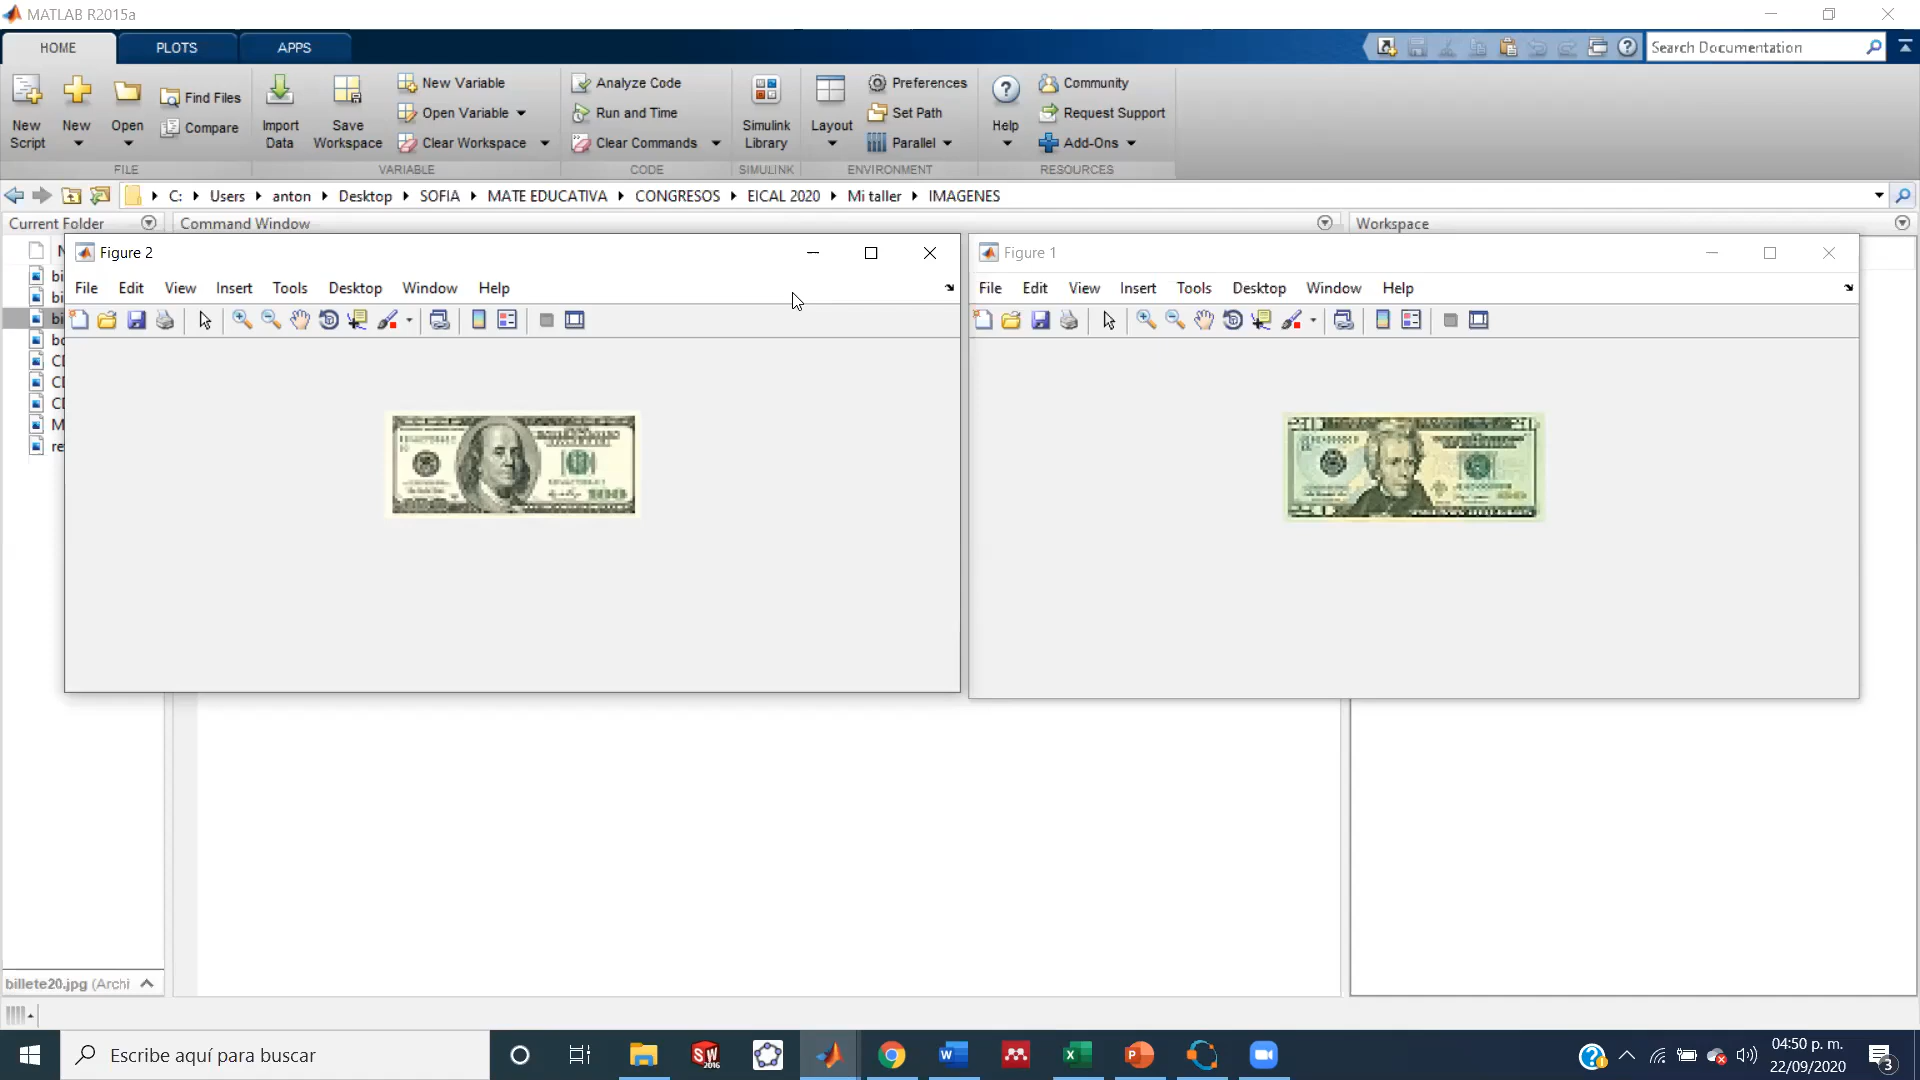 MATLAB R2015a
HOME PLOTS APPS
Search Documentation
New Script
New
Open
Find Files
Compare
FILE
Import Data
Save Workspace
New Variable
Open Variable
Clear Workspace
VARIABLE
Analyze Code
Run and Time
Clear Commands
CODE
Simulink Library
SIMULINK
Layout
Preferences
Set Path
Parallel
ENVIRONMENT
Help
Community
Request Support
Add-Ons
RESOURCES
C: Users anton Desktop SOFIA MATE EDUCATIVA CONGRESOS EICAL 2020 Mi taller IMAGENES
Current Folder Command Window Workspace
Figure 2
File Edit View Insert Tools Desktop Window Help
Figure 1
File Edit View Insert Tools Desktop Window Help
100
billete20.jpg (Archi
Escribe aquí para buscar
SW 2016
04:50 p. m.
22/09/2020
3